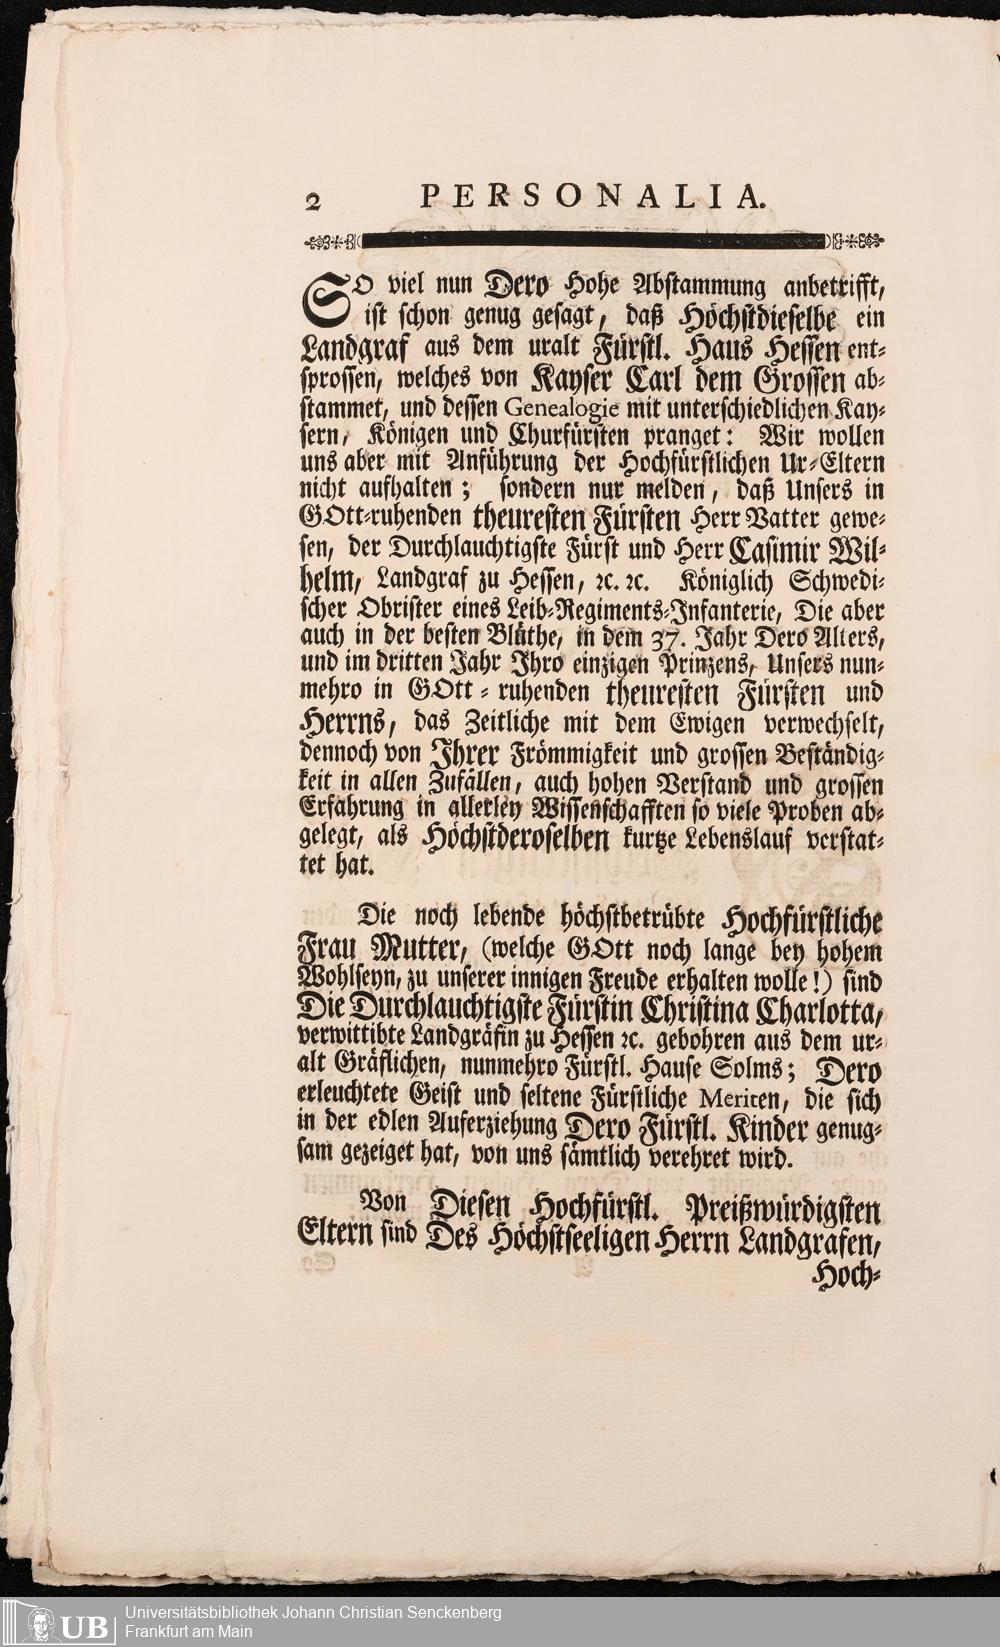 2 PERSONALIA.
SO viel nun Dero Hohe Abstammung anbetrifft,
ist schon genug gesagt, daß Höchstdieselbe ein
Landgraf aus dem uralt Fürstl. Haus Hessen ent-
sprossen, welches von Kayser Carl dem Grossen ab-
stammet, und dessen Genealogie mit unterschiedlichen Kay-
sern, Königen und Churfürsten pranget: Wir wollen
uns aber mit Anführung der Hochfürstlichen Ur-Eltern
nicht aufhalten; sondern nur melden, daß Unsers in
GOtt-ruhenden theuresten Fürsten Herr Vatter gewe-
sen, der Durchlauchtigste Fürst und Herr Casimir Wil-
helm, Landgraf zu Hessen, ꝛc. ꝛc. Königlich Schwedi-
scher Obrister eines Leib-Regiments-Infanterie, Die aber
auch in der besten Blüthe, in dem 37. Jahr Dero Alters,
und im dritten Jahr Ihro einzigen Prinzens, Unsers nun-
mehro in GOtt-ruhenden theuresten Fürsten und
Herrns, das Zeitliche mit dem Ewigen verwechselt,
dennoch von Ihrer Frömmigkeit und grossen Beständig-
keit in allen Zufällen, auch hohen Verstand und grossen
Erfahrung in allerley Wissenschafften so viele Proben ab-
gelegt, als Höchstderoselben kurtze Lebenslauf verstat-
tet hat.
Die noch lebende höchstbetrübte Hochfürstliche
Frau Mutter, (welche GOtt noch lange bey hohem
Wohlseyn, zu unserer innigen Freude erhalten wolle!) sind
Die Durchlauchtigste Fürstin Christina Charlotta,
verwittibte Landgräfin zu Hessen ꝛc. gebohren aus dem ur-
alt Gräflichen, nunmehro Fürstl. Hause Solms; Dero
erleuchtete Geist und seltene Fürstliche Meriten, die sich
in der edlen Auferziehung Dero Fürstl. Kinder genug-
sam gezeiget hat, von uns sämtlich verehret wird.
Von Diesen Hochfürstl. Preißwürdigsten
Eltern sind Des Höchstseeligen Herrn Landgrafen,
Hoch-
UB
Universitätsbibliothek Johann Christian Senckenberg
Frankfurt am Main